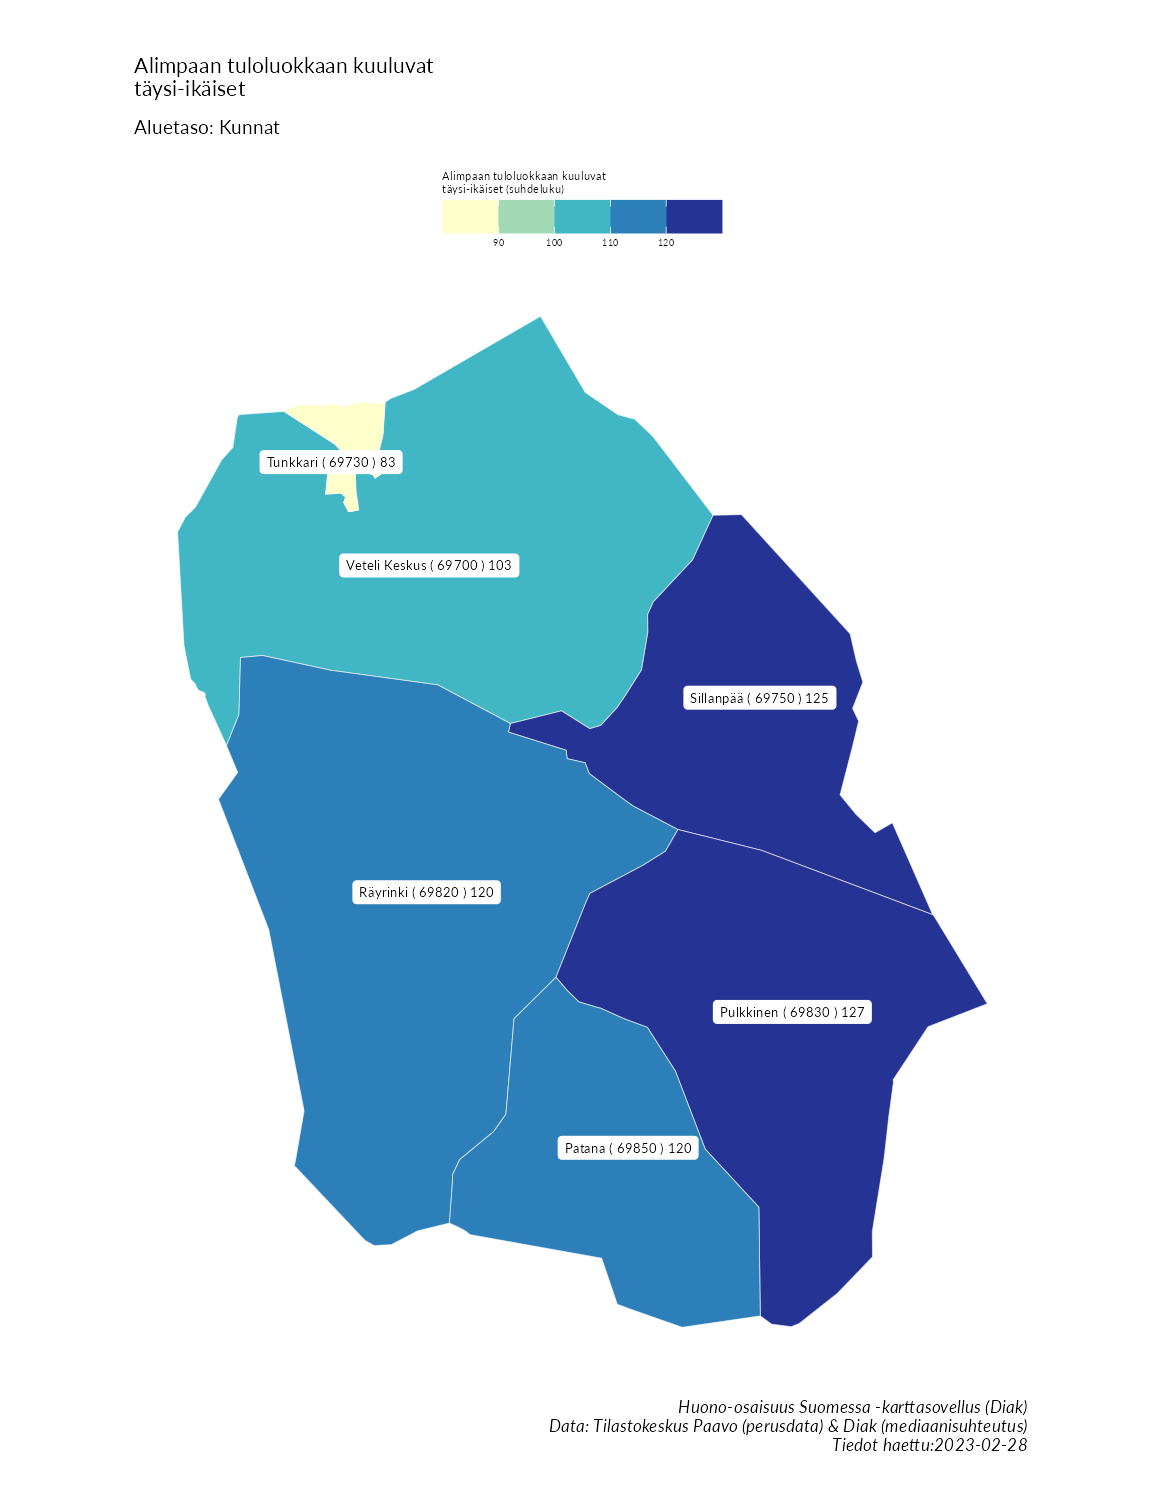 Alimpaan tuloluokkaan kuuluvat
täysi-ikäiset
Aluetaso: Kunnat
Alimpaan tuloluokkaan kuuluvat
täysi-ikäiset (suhdeluku)
90 100 110 120
Tunkkari ( 69730 ) 83
Veteli Keskus ( 69700 ) 103
Sillanpää ( 69750 ) 125
Räyrinki ( 69820 ) 120
Pulkkinen ( 69830 ) 127
Patana ( 69850 ) 120
Huono-osaisuus Suomessa -karttasovellus (Diak)
Data: Tilastokeskus Paavo (perusdata) & Diak (mediaanisuhteutus)
Tiedot haettu:2023-02-28